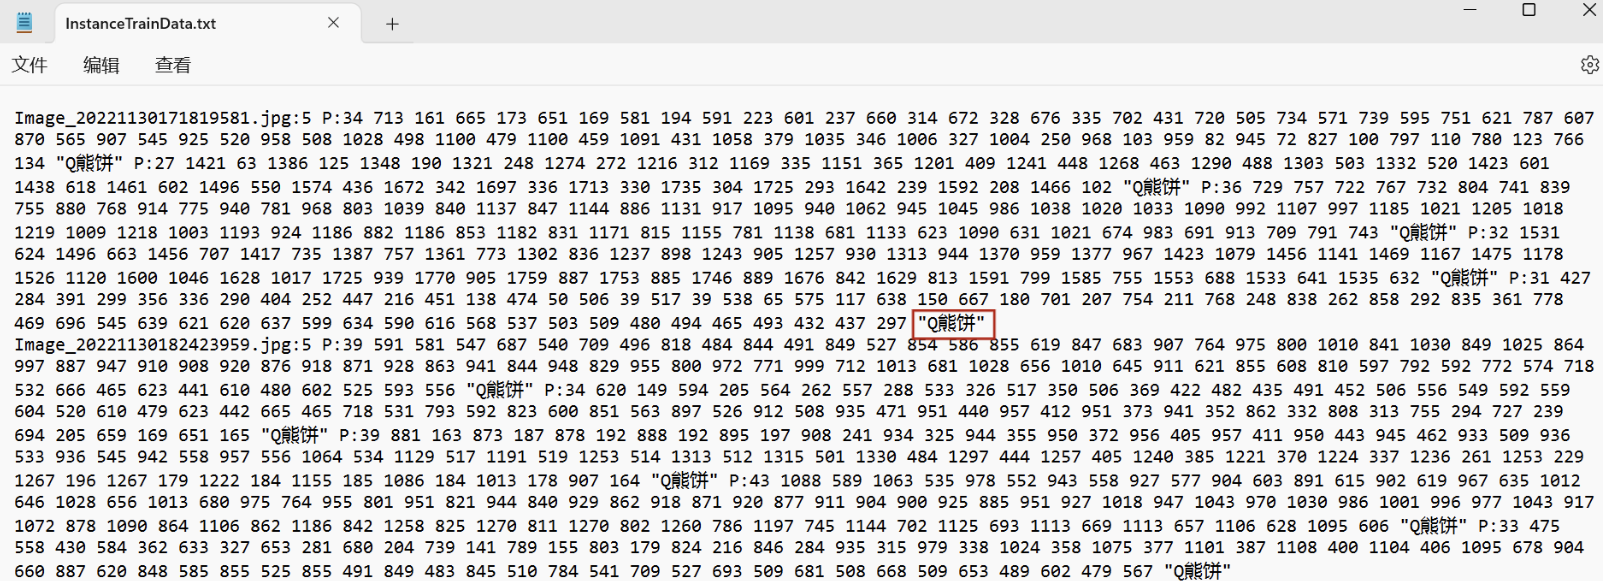 InstanceTrainData.txt
文件 编辑 查看
Image_20221130171819581.jpg:5 P:34 713 161 665 173 651 169 581 194 591 223 601 237 660 314 672 328 676 335 702 431 720 505 734 571 739 595 751 621 787 607
870 565 907 545 925 520 958 508 1028 498 1100 479 1100 459 1091 431 1058 379 1035 346 1006 327 1004 250 968 103 959 82 945 72 827 100 797 110 780 123 766
134 "Q熊饼" P:27 1421 63 1386 125 1348 190 1321 248 1274 272 1216 312 1169 335 1151 365 1201 409 1241 448 1268 463 1290 488 1303 503 1332 520 1423 601
1438 618 1461 602 1496 550 1574 436 1672 342 1697 336 1713 330 1735 304 1725 293 1642 239 1592 208 1466 102 "Q熊饼" P:36 729 757 722 767 732 804 741 839
755 880 768 914 775 940 781 968 803 1039 840 1137 847 1144 886 1131 917 1095 940 1062 945 1045 986 1038 1020 1033 1090 992 1107 997 1185 1021 1205 1018
1219 1009 1218 1003 1193 924 1186 882 1186 853 1182 831 1171 815 1155 781 1138 681 1133 623 1090 631 1021 674 983 691 913 709 791 743 "Q熊饼" P:32 1531
624 1496 663 1456 707 1417 735 1387 757 1361 773 1302 836 1237 898 1243 905 1257 930 1313 944 1370 959 1377 967 1423 1079 1456 1141 1469 1167 1475 1178
1526 1120 1600 1046 1628 1017 1725 939 1770 905 1759 887 1753 885 1746 889 1676 842 1629 813 1591 799 1585 755 1553 688 1533 641 1535 632 "Q熊饼" P:31 427
284 391 299 356 336 290 404 252 447 216 451 138 474 50 506 39 517 39 538 65 575 117 638 150 667 180 701 207 754 211 768 248 838 262 858 292 835 361 778
469 696 545 639 621 620 637 599 634 590 616 568 537 503 509 480 494 465 493 432 437 297 "Q熊饼"
Image_20221130182423959.jpg:5 P:39 591 581 547 687 540 709 496 818 484 844 491 849 527 854 586 855 619 847 683 907 764 975 800 1010 841 1030 849 1025 864
997 887 947 910 908 920 876 918 871 928 863 941 844 948 829 955 800 972 771 999 712 1013 681 1028 656 1010 645 911 621 855 608 810 597 792 592 772 574 718
532 666 465 623 441 610 480 602 525 593 556 "Q熊饼" P:34 620 149 594 205 564 262 557 288 533 326 517 350 506 369 422 482 435 491 452 506 556 549 592 559
604 520 610 479 623 442 665 465 718 531 793 592 823 600 851 563 897 526 912 508 935 471 951 440 957 412 951 373 941 352 862 332 808 313 755 294 727 239
694 205 659 169 651 165 "Q熊饼" P:39 881 163 873 187 878 192 888 192 895 197 908 241 934 325 944 355 950 372 956 405 957 411 950 443 945 462 933 509 936
533 936 545 942 558 957 556 1064 534 1129 517 1191 519 1253 514 1313 512 1315 501 1330 484 1297 444 1257 405 1240 385 1221 370 1224 337 1236 261 1253 229
1267 196 1267 179 1222 184 1155 185 1086 184 1013 178 907 164 "Q熊饼" P:43 1088 589 1063 535 978 552 943 558 927 577 904 603 891 615 902 619 967 635 1012
646 1028 656 1013 680 975 764 955 801 951 821 944 840 929 862 918 871 920 877 911 904 900 925 885 951 927 1018 947 1043 970 1030 986 1001 996 977 1043 917
1072 878 1090 864 1106 862 1186 842 1258 825 1270 811 1270 802 1260 786 1197 745 1144 702 1125 693 1113 669 1113 657 1106 628 1095 606 "Q熊饼" P:33 475
558 430 584 362 633 327 653 281 680 204 739 141 789 155 803 179 824 216 846 284 935 315 979 338 1024 358 1075 377 1101 387 1108 400 1104 406 1095 678 904
660 887 620 848 585 855 525 855 491 849 483 845 510 784 541 709 527 693 509 681 508 668 509 653 489 602 479 567 "Q熊饼"